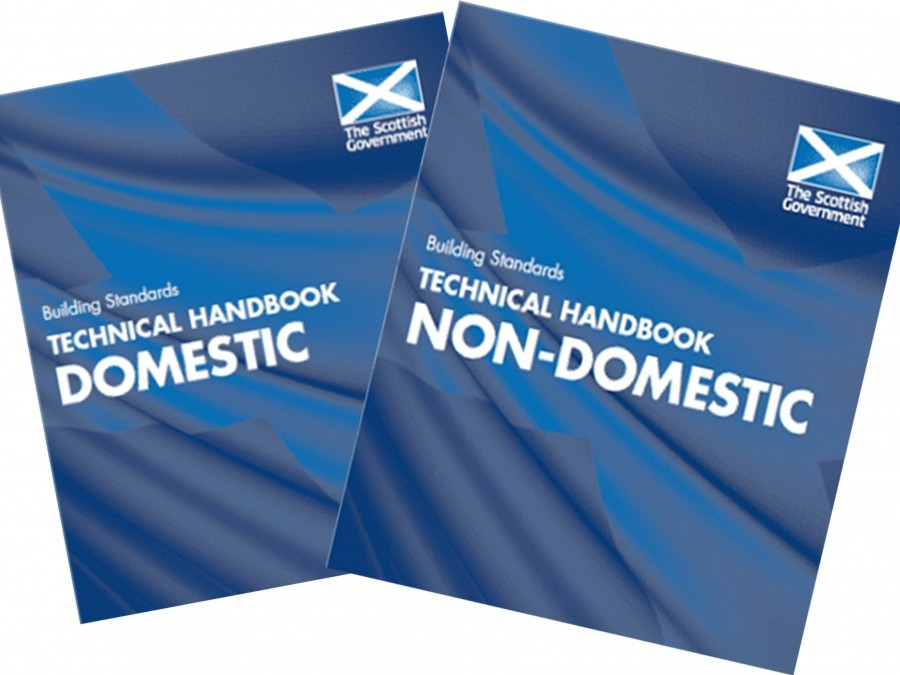 The Scottish
Government
Building Standards
TECHNICAL HANDBOOK
DOMESTIC
The Scottish
Government
Building Standards
TECHNICAL HANDBOOK
NON-DOMESTIC